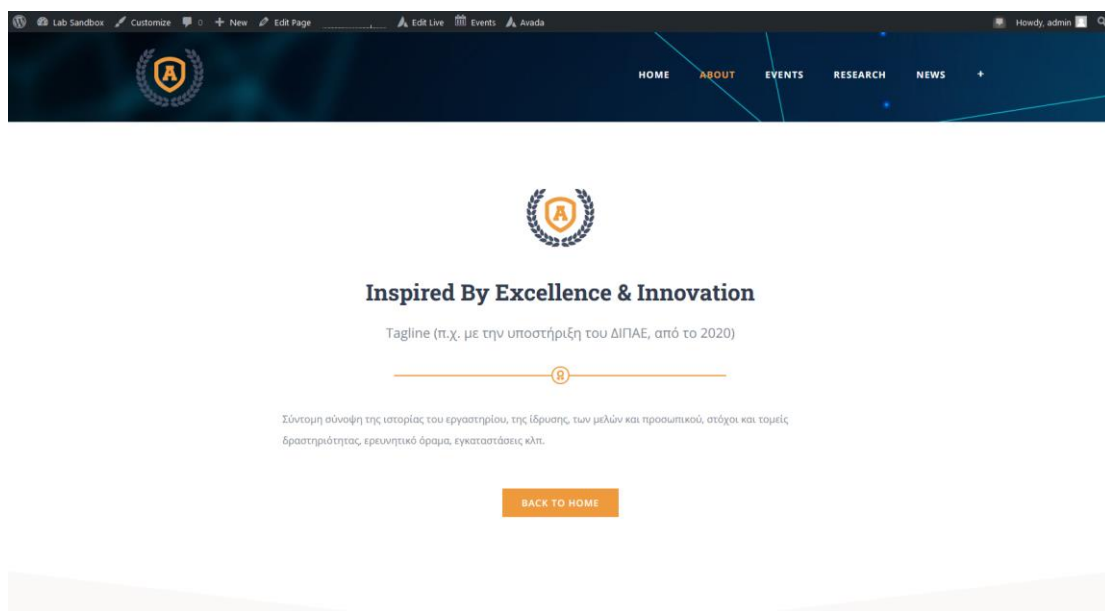 Lab Sandbox Customize 0 + New Edit Page Edit Live Events Avada Howdy, admin
A
HOME ABOUT EVENTS RESEARCH NEWS +
A
Inspired By Excellence & Innovation
Tagline (π.χ. με την υποστήριξη του ΔΙΠΑΕ, από το 2020)
Σύντομη σύνοψη της ιστορίας του εργαστηρίου, της ίδρυσης, των μελών και προσωπικού, στόχοι και τομείς
δραστηριότητας, ερευνητικό όραμα, εγκαταστάσεις κλπ.
BACK TO HOME